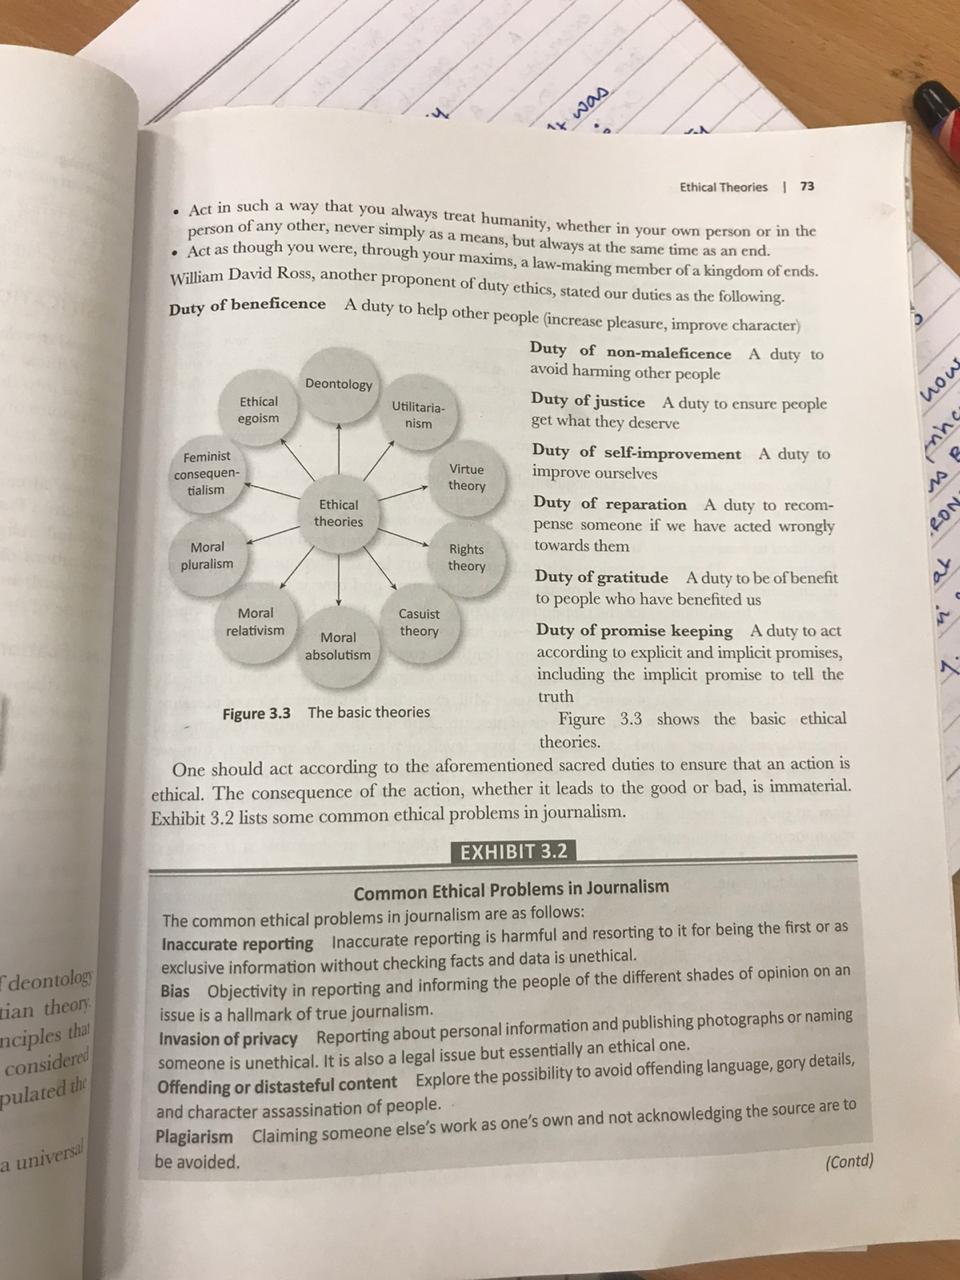 y
was
Ethical Theories | 73
• Act in such a way that you always treat humanity, whether in your own person or in the
person of any other, never simply as a means, but always at the same time as an end.
• Act as though you were, through your maxims, a law-making member of a kingdom of ends.
William David Ross, another proponent of duty ethics, stated our duties as the following.
Duty of beneficence A duty to help other people (increase pleasure, improve character)
Deontology
Ethical
egoism
Utilitaria-
nism
Feminist
consequen-
tialism
Virtue
theory
Ethical
theories
Moral
pluralism
Rights
theory
Moral
relativism
Casuist
theory
Moral
absolutism
Figure 3.3 The basic theories
Duty of non-maleficence A duty to
avoid harming other people
Duty of justice A duty to ensure people
get what they deserve
Duty of self-improvement A duty to
improve ourselves
Duty of reparation A duty to recom-
pense someone if we have acted wrongly
towards them
Duty of gratitude A duty to be of benefit
to people who have benefited us
Duty of promise keeping A duty to act
according to explicit and implicit promises,
including the implicit promise to tell the
truth
Figure 3.3 shows the basic ethical
theories.
One should act according to the aforementioned sacred duties to ensure that an action is
ethical. The consequence of the action, whether it leads to the good or bad, is immaterial.
Exhibit 3.2 lists some common ethical problems in journalism.
EXHIBIT 3.2
Common Ethical Problems in Journalism
The common ethical problems in journalism are as follows:
Inaccurate reporting Inaccurate reporting is harmful and resorting to it for being the first or as
exclusive information without checking facts and data is unethical.
Bias Objectivity in reporting and informing the people of the different shades of opinion on an
issue is a hallmark of true journalism.
Invasion of privacy Reporting about personal information and publishing photographs or naming
someone is unethical. It is also a legal issue but essentially an ethical one.
Offending or distasteful content Explore the possibility to avoid offending language, gory details,
and character assassination of people.
Plagiarism Claiming someone else's work as one's own and not acknowledging the source are to
be avoided.
(Contd)
f deontology
tian theory.
nciples that
considered
pulated the
a universal
how
at